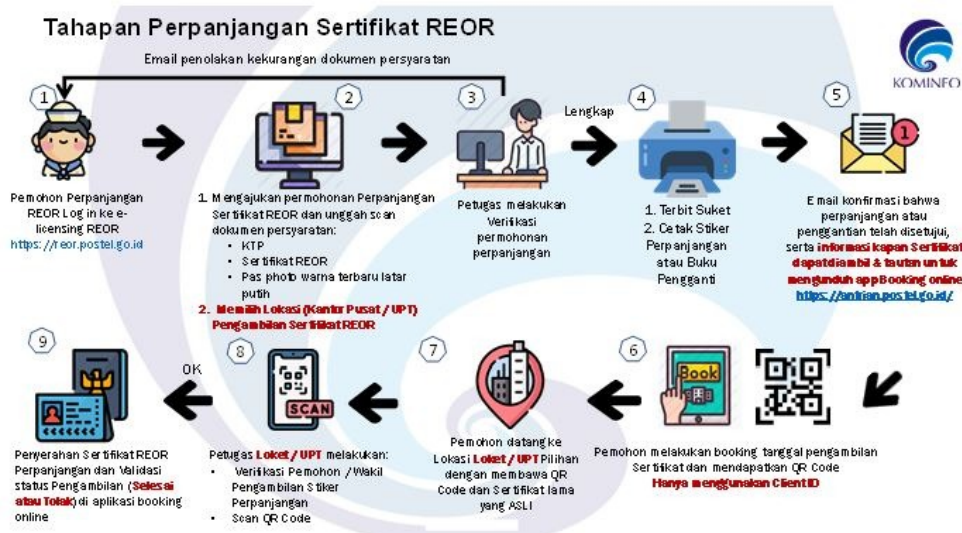 Tahapan Perpanjangan Sertifikat REOR
Email penolakan kekurangan dokumen persyaratan
KOMINFO
1
Pemohon Perpanjangan
REOR Log in ke e-
licensing REOR
https://reor.postel.go.id
2
1. Mengajukan permohonan Perpanjangan
Sertifikat REOR dan unggah scan
dokumen persyaratan:
• KTP
• Sertifikat REOR
• Pas photo warna terbaru latar
putih
2. Memilih Lokasi (Kantor Pusat / UPT)
Pengambilan Sertifikat REOR
3
Petugas melakukan
Verifikasi
permohonan
perpanjangan
Lengkap
4
1. Terbit Suket
2. Cetak Stiker
Perpanjangan
atau Buku
Pengganti
5
1
Email konfirmasi bahwa
perpanjangan atau
penggantian telah disetujui,
serta informasi kapan Sertifikat
dapat diambil & tautan untuk
mengunduh app Booking online
https://antrian.postel.go.id/
6
Book
Pemohon melakukan booking tanggal pengambilan
Sertifikat dan mendapatkan QR Code
Hanya menggunakan Client ID
7
Pemohon datang ke
Lokasi Loket / UPT Pilihan
dengan membawa QR
Code dan Sertifikat lama
yang ASLI
8
SCAN
Petugas Loket / UPT melakukan:
• Verifikasi Pemohon / Wakil
Pengambilan Stiker
Perpanjangan
• Scan QR Code
OK
9
Penyerahan Sertifikat REOR
Perpanjangan dan Validasi
status Pengambilan (Selesai
atau Tolak) di aplikasi booking
online